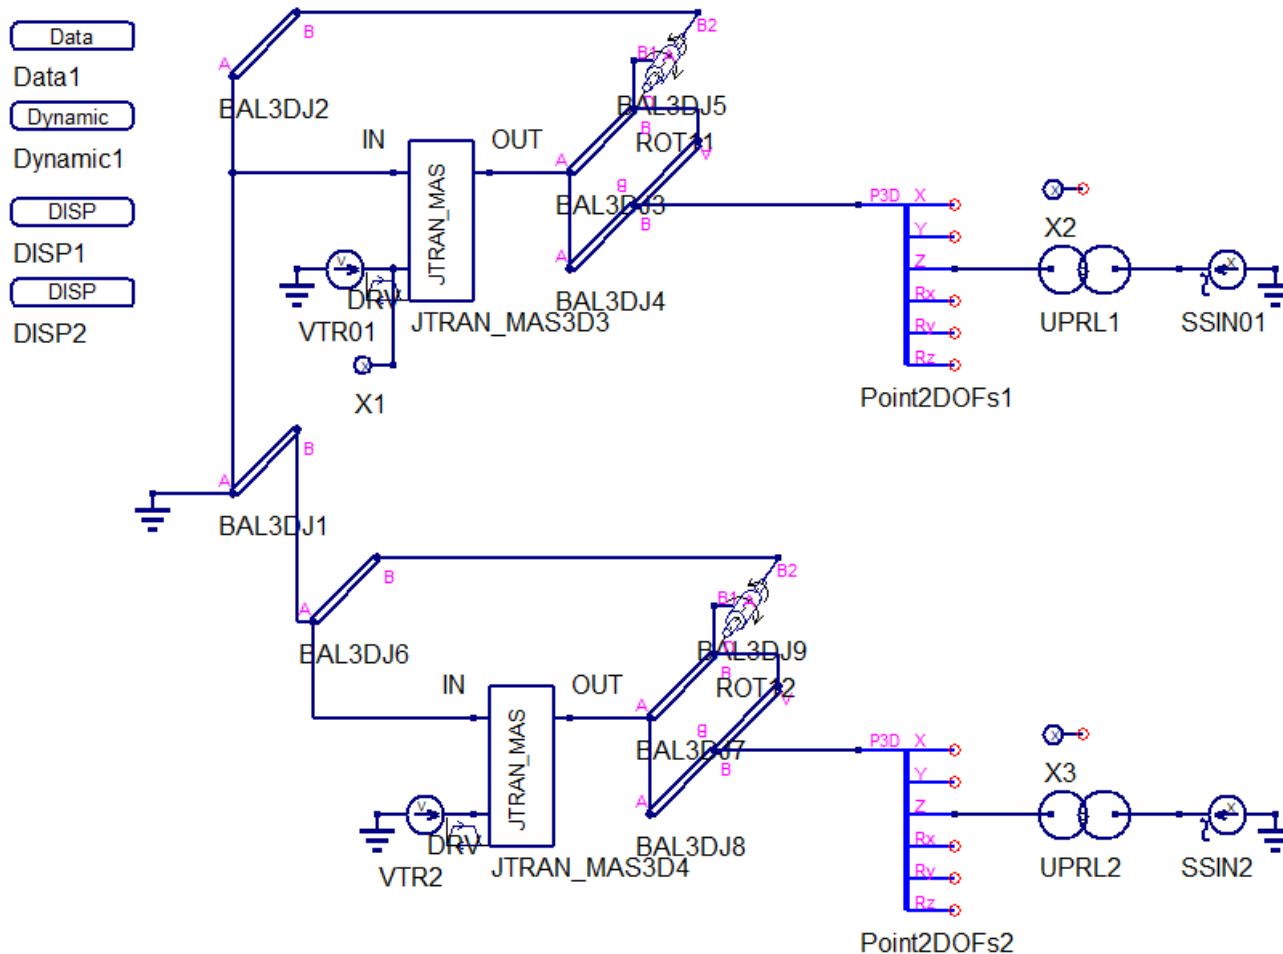 Data
Data1
Dynamic
Dynamic1
DISP
DISP1
DISP
DISP2
A
B
BAL3DJ2
B2
B1
A
D
BAL3DJ5
B
ROT11
A
IN
OUT
JTRAN_MAS
A
BAL3DJ3
B
B
A
BAL3DJ4
V
DRV
VTR01
JTRAN_MAS3D3
X
X1
P3D
X
Y
Z
Rx
Ry
Rz
Point2DOFs1
X
X2
UPRL1
X
SSIN01
A
B
BAL3DJ1
A
B
BAL3DJ6
B2
B1
A
D
BAL3DJ9
B
ROT12
A
IN
OUT
JTRAN_MAS
A
BAL3DJ7
B
B
A
BAL3DJ8
V
DRV
VTR2
JTRAN_MAS3D4
P3D
X
Y
Z
Rx
Ry
Rz
Point2DOFs2
X
X3
UPRL2
X
SSIN2